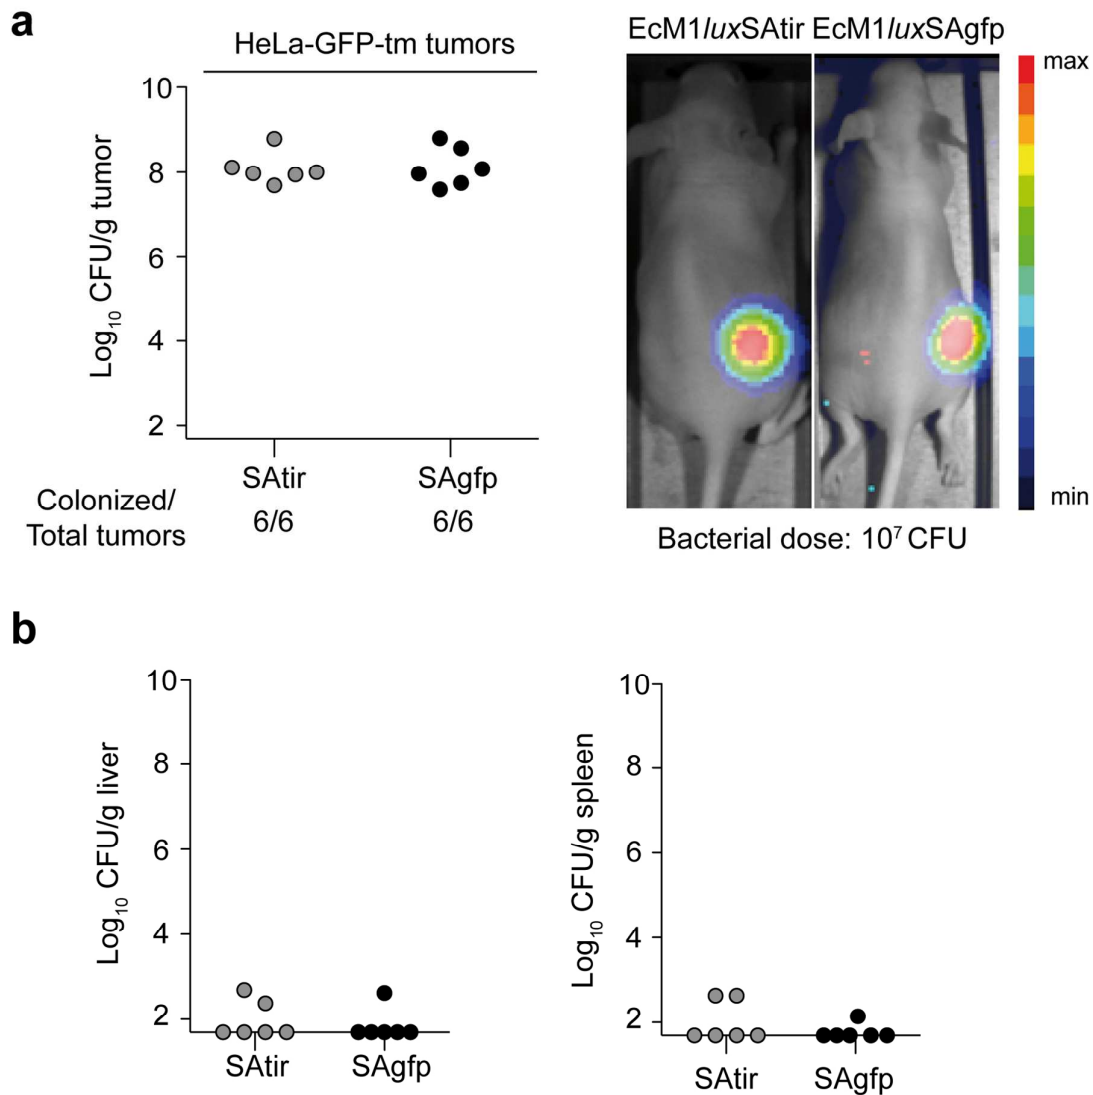 a
HeLa-GFP-tm tumors
EcM1luxSAtir EcM1luxSAgfp
Log10 CFU/g tumor
10
8
6
4
2
SAtir SAgfp
Colonized/
Total tumors
6/6 6/6
max
min
Bacterial dose: 10⁷ CFU
b
Log10 CFU/g liver
10
8
6
4
2
SAtir SAgfp
Log10 CFU/g spleen
10
8
6
4
2
SAtir SAgfp